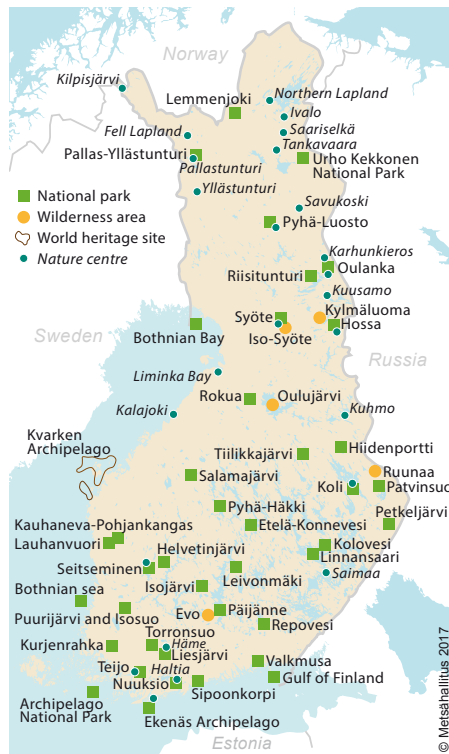 Norway
Kilpisjärvi
Northern Lapland
Lemmenjoki
Ivalo
Fell Lapland
Saariselkä
Tankavaara
Pallas-Yllästunturi
Urho Kekkonen
National Park
Pallastunturi
Yllästunturi
National park
Wilderness area
World heritage site
Nature centre
Savukoski
Pyhä-Luosto
Karhunkieros
Oulanka
Riisitunturi
Kuusamo
Kylmäluoma
Syöte
Hossa
Iso-Syöte
Sweden
Bothnian Bay
Russia
Liminka Bay
Rokua
Oulujärvi
Kalajoki
Kuhmo
Kvarken
Archipelago
Hiidenportti
Tiilikkajärvi
Salamajärvi
Ruunaa
Koli
Patvinsuo
Pyhä-Häkki
Petkeljärvi
Kauhaneva-Pohjankangas
Etelä-Konnevesi
Lauhanvuori
Helvetinjärvi
Kolovesi
Linnansaari
Seitseminen
Leivonmäki
Saimaa
Isojärvi
Bothnian sea
Puurijärvi and Isosuo
Evo
Päijänne
Repovesi
Torronsuo
Kurjenrahka
Häme
Liesjärvi
Teijo
Haltia
Valkmusa
Nuuksio
Sipoonkorpi
Gulf of Finland
Archipelago
National Park
Ekenäs Archipelago
Estonia
© Metsähallitus 2017